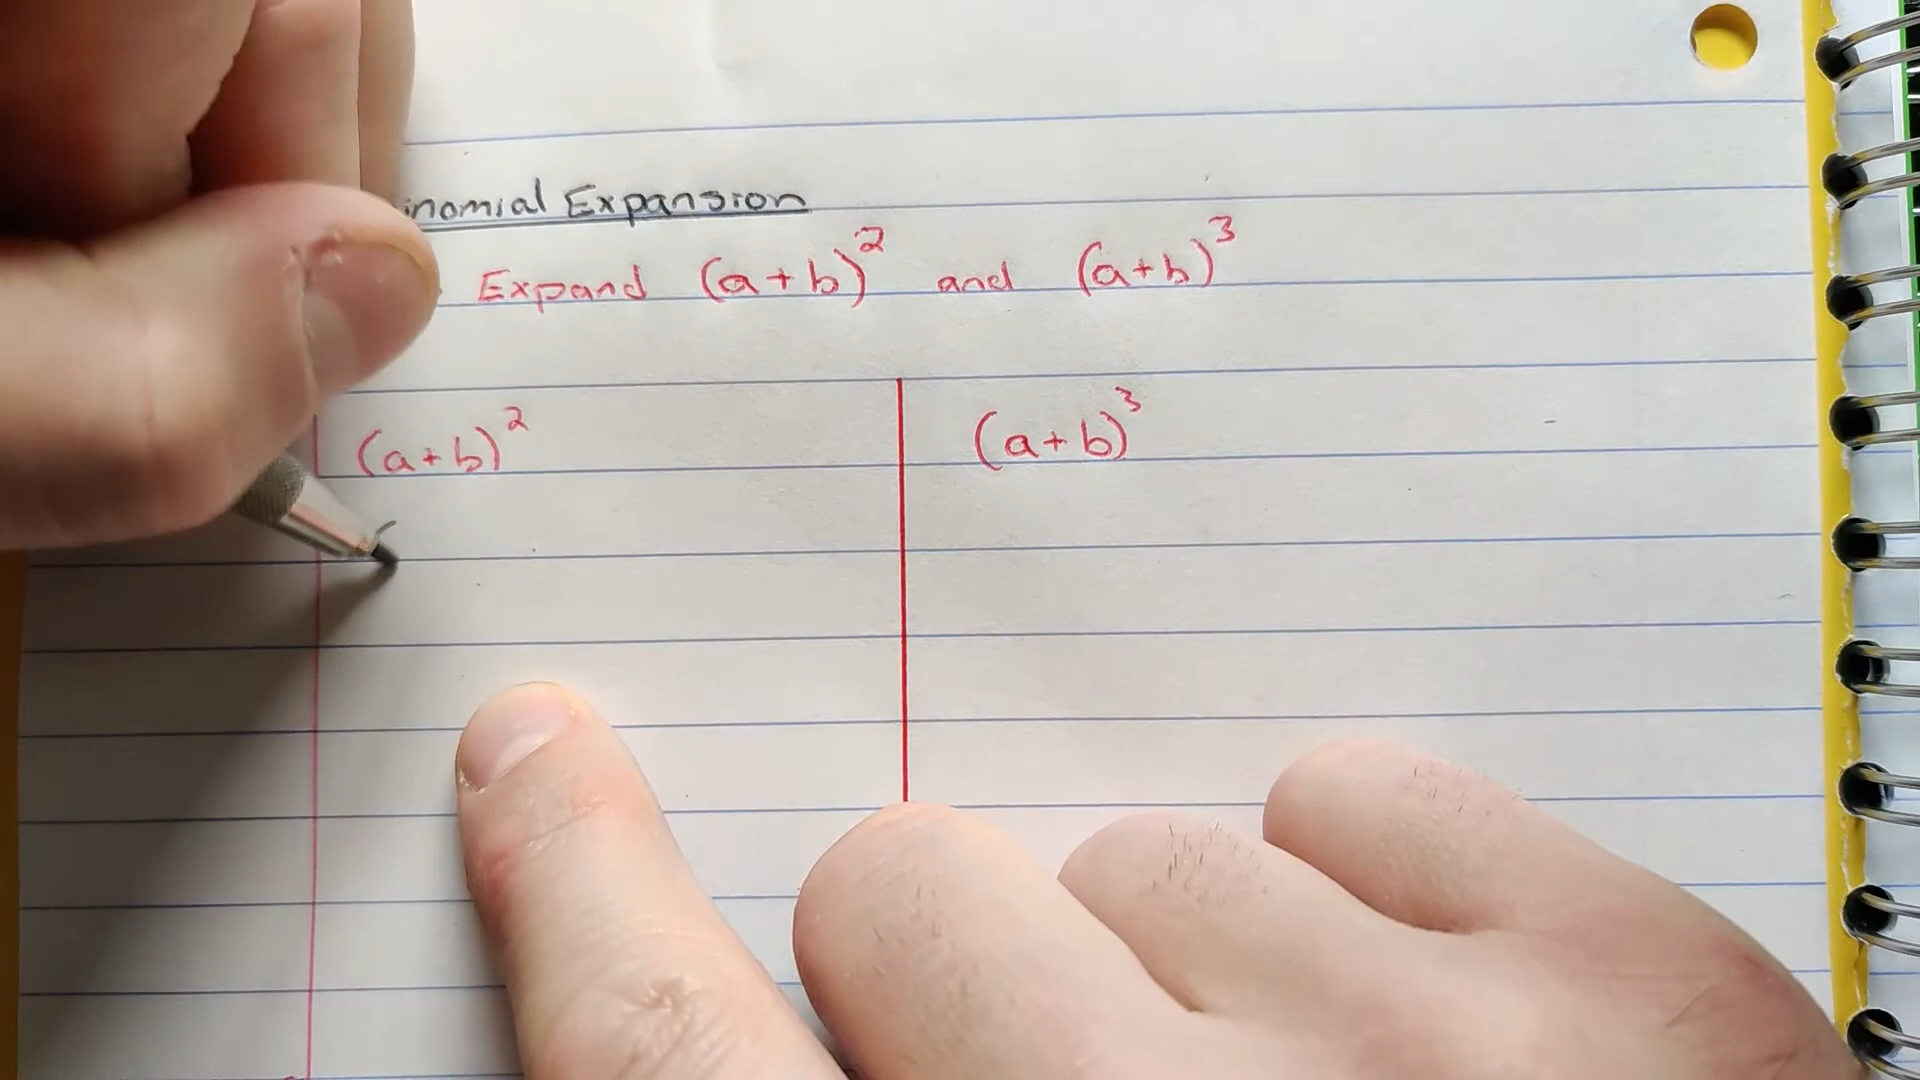 inomial Expansion
Expand (a+b)² and (a+b)³
(a+b)²
(a+b)³